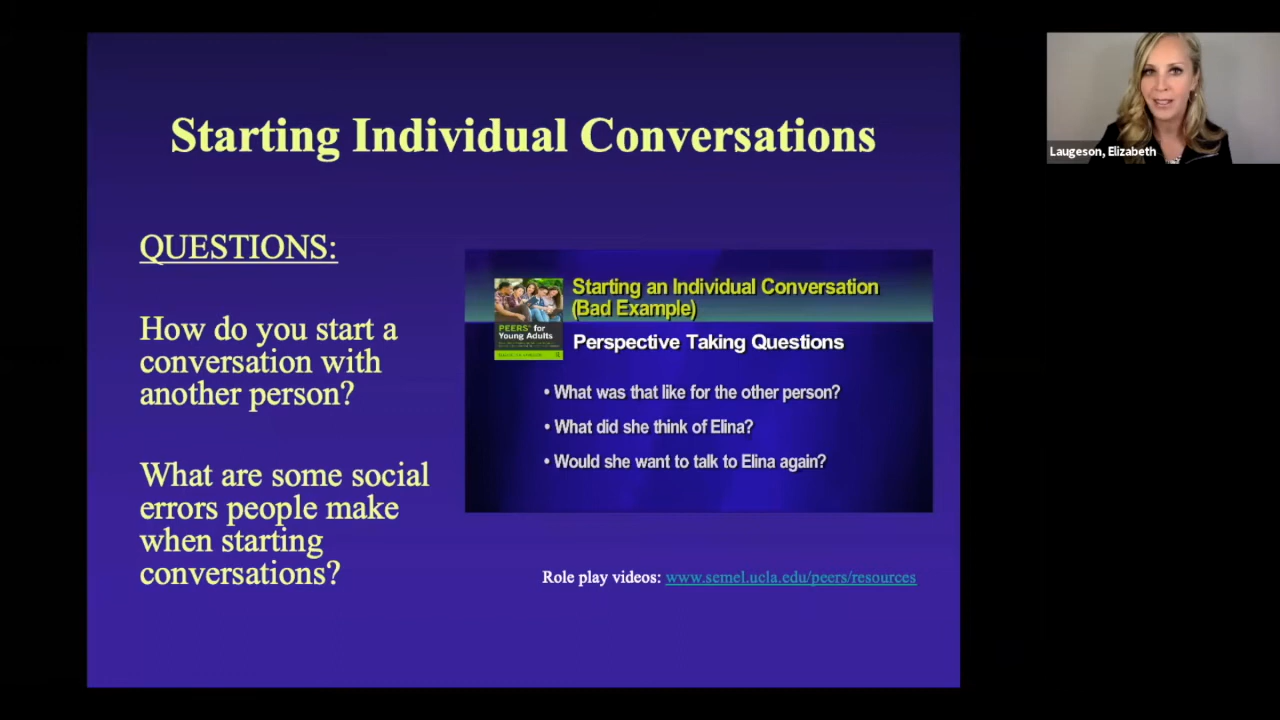 Starting Individual Conversations
QUESTIONS:
How do you start a
conversation with
another person?
What are some social
errors people make
when starting
conversations?
Starting an Individual Conversation
(Bad Example)
PEERS® for
Young Adults
Perspective Taking Questions
• What was that like for the other person?
• What did she think of Elina?
• Would she want to talk to Elina again?
Role play videos: www.semel.ucla.edu/peers/resources
Laugeson, Elizabeth